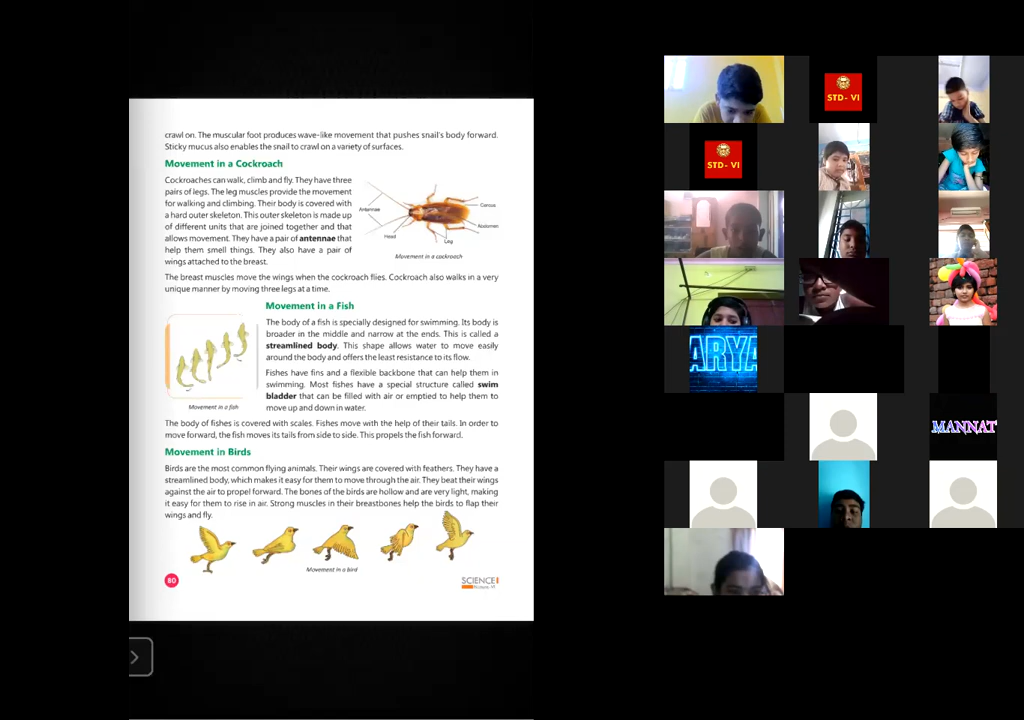 crawl on. The muscular foot produces wave-like movement that pushes snail's body forward.
Sticky mucus also enables the snail to crawl on a variety of surfaces.
Movement in a Cockroach
Cockroaches can walk, climb and fly. They have three
pairs of legs. The leg muscles provide the movement
for walking and climbing. Their body is covered with
a hard outer skeleton. This outer skeleton is made up
of different units that are joined together and that
allows movement. They have a pair of antennae that
help them smell things. They also have a pair of
wings attached to the breast.
Antennae
Head
Leg
Cercus
Abdomen
Movement in a cockroach
The breast muscles move the wings when the cockroach flies. Cockroach also walks in a very
unique manner by moving three legs at a time.
Movement in a Fish
The body of a fish is specially designed for swimming. Its body is
broader in the middle and narrow at the ends. This is called a
streamlined body. This shape allows water to move easily
around the body and offers the least resistance to its flow.
Fishes have fins and a flexible backbone that can help them in
swimming. Most fishes have a special structure called swim
bladder that can be filled with air or emptied to help them to
move up and down in water.
Movement in a fish
The body of fishes is covered with scales. Fishes move with the help of their tails. In order to
move forward, the fish moves its tails from side to side. This propels the fish forward.
Movement in Birds
Birds are the most common flying animals. Their wings are covered with feathers. They have a
streamlined body, which makes it easy for them to move through the air. They beat their wings
against the air to propel forward. The bones of the birds are hollow and are very light, making
it easy for them to rise in air. Strong muscles in their breastbones help the birds to flap their
wings and fly.
Movement in a bird
80
SCIENCE
STD- VI
STD- VI
ARYA
MANNAT